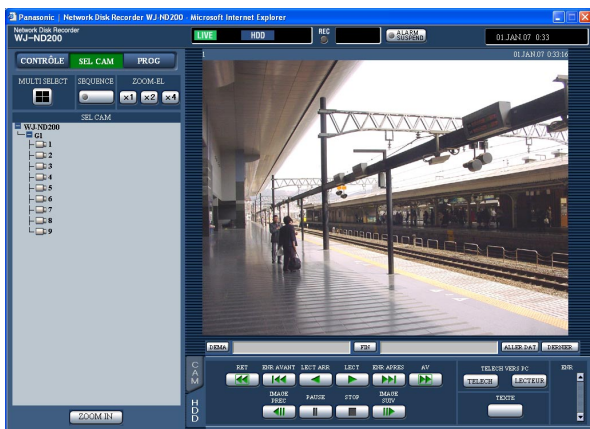 Panasonic | Network Disk Recorder WJ-ND200 - Microsoft Internet Explorer
Network Disk Recorder
WJ-ND200
LIVE HDD REC ALARM SUSPEND 01.JAN.07 0:33
CONTRÔLE SEL CAM PROG
1 01.JAN.07 0:33:16
MULTI SELECT SEQUENCE ZOOM-EL
x1 x2 x4
SEL CAM
WJ-ND200
G1
1
2
3
4
5
6
7
8
9
DEMA FIN ALLER DAT DERNIER
CAM
HDD
RET ENR AVANT LECT ARR LECT ENR APRES AV
IMAGE PREC PAUSE STOP IMAGE SUIV
TELECH VERS PC
TELECH LECTEUR
TEXTE
ENR
ZOOM IN